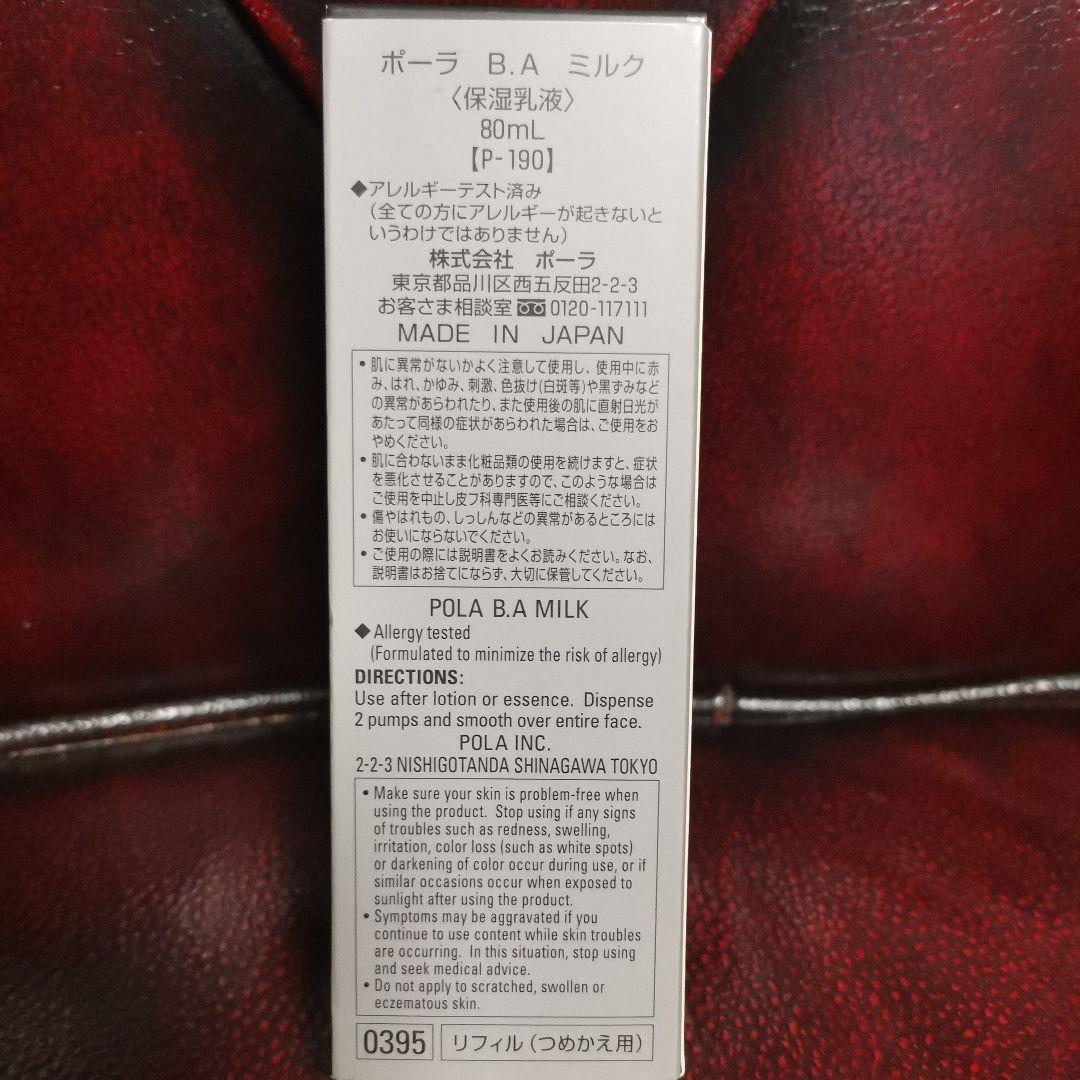 ポーラ B.A ミルク
〈保湿乳液〉
80mL
【P-190】
◆アレルギーテスト済み
（全ての方にアレルギーが起きないと
いうわけではありません）
株式会社 ポーラ
東京都品川区西五反田2-2-3
お客さま相談室 0120-117111
MADE IN JAPAN
• 肌に異常がないかよく注意して使用し、使用中に赤
み、はれ、かゆみ、刺激、色抜け(白斑等)や黒ずみなど
の異常があらわれたり、また使用後の肌に直射日光が
あたって同様の症状があらわれた場合は、ご使用をお
やめください。
• 肌に合わないまま化粧品類の使用を続けますと、症状
を悪化させることがありますので、このような場合は
ご使用を中止し皮フ科専門医等にご相談ください。
• 傷やはれもの、しっしんなどの異常があるところには
お使いにならないでください。
• ご使用の際には説明書をよくお読みください。なお、
説明書はお捨てにならず、大切に保管してください。
POLA B.A MILK
◆ Allergy tested
(Formulated to minimize the risk of allergy)
DIRECTIONS:
Use after lotion or essence. Dispense
2 pumps and smooth over entire face.
POLA INC.
2-2-3 NISHIGOTANDA SHINAGAWA TOKYO
• Make sure your skin is problem-free when
using the product. Stop using if any signs
of troubles such as redness, swelling,
irritation, color loss (such as white spots)
or darkening of color occur during use, or if
similar occasions occur when exposed to
sunlight after using the product.
• Symptoms may be aggravated if you
continue to use content while skin troubles
are occurring. In this situation, stop using
and seek medical advice.
• Do not apply to scratched, swollen or
eczematous skin.
0395 リフィル（つめかえ用）